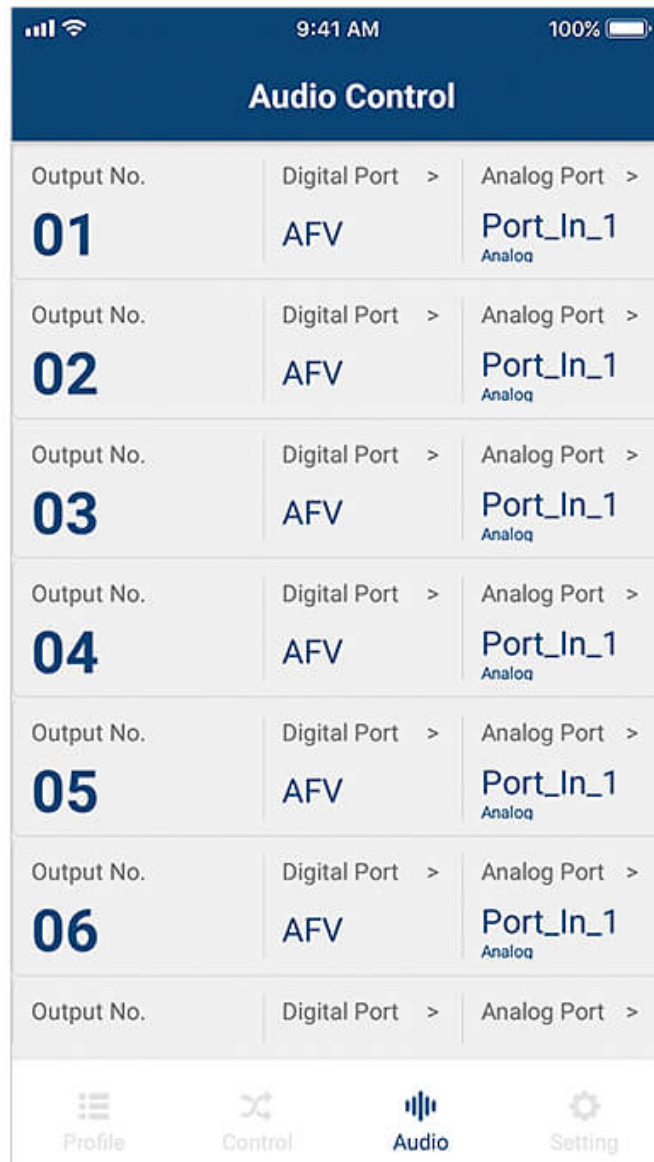 9:41 AM 100%
Audio Control
Output No. Digital Port > Analog Port >
01 AFV Port_In_1
Analog
Output No. Digital Port > Analog Port >
02 AFV Port_In_1
Analog
Output No. Digital Port > Analog Port >
03 AFV Port_In_1
Analog
Output No. Digital Port > Analog Port >
04 AFV Port_In_1
Analog
Output No. Digital Port > Analog Port >
05 AFV Port_In_1
Analog
Output No. Digital Port > Analog Port >
06 AFV Port_In_1
Analog
Output No. Digital Port > Analog Port >
Profile Control Audio Setting